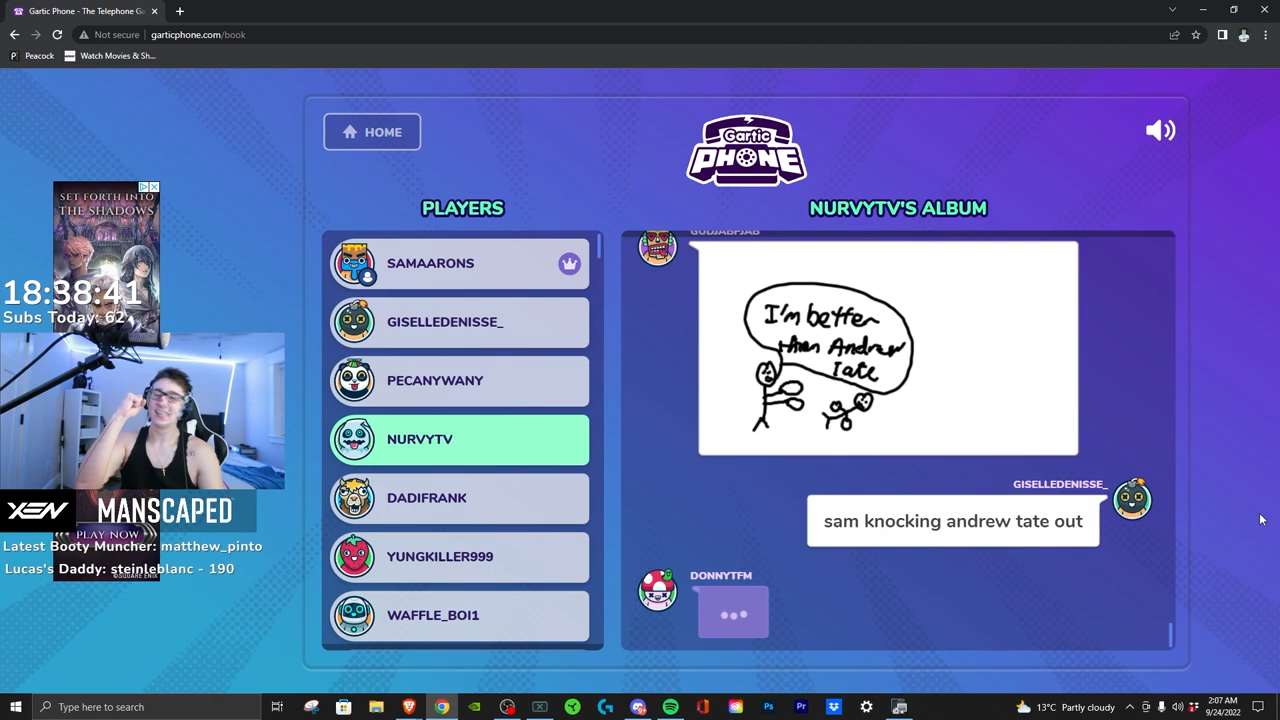 Gartic Phone - The Telephone Ga
Not secure
garticphone.com/book
Peacock
Watch Movies & Sh...
HOME
Gartic
PHONE
PLAYERS
NURVYTV'S ALBUM
SAMAARONS
GISELLEDENISSE_
PECANYWANY
NURVYTV
DADIFRANK
YUNGKILLER999
WAFFLE_BOI1
GUDJABFJAB
I'm better
than Andrew
Tate
GISELLEDENISSE_
sam knocking andrew tate out
DONNYTFM
SET FORTH INTO
THE SHADOWS
18:38:41
Subs Today: 62
XEN
MANSCAPED
PLAY NOW
Latest Booty Muncher: matthew_pinto
Lucas's Daddy: steinleblanc - 190
©SQUARE ENIX
Type here to search
13°C Partly cloudy
2:07 AM
9/24/2022